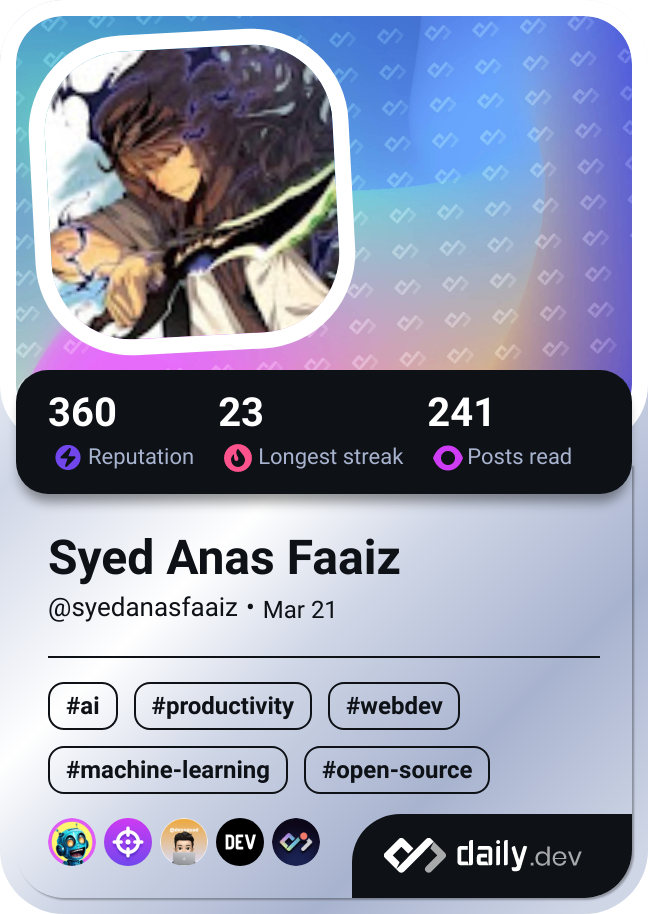 360 23 241
Reputation Longest streak Posts read
Syed Anas Faaiz
@syedanasfaaiz • Mar 21
#ai #productivity #webdev
#machine-learning #open-source
DEV
daily.dev